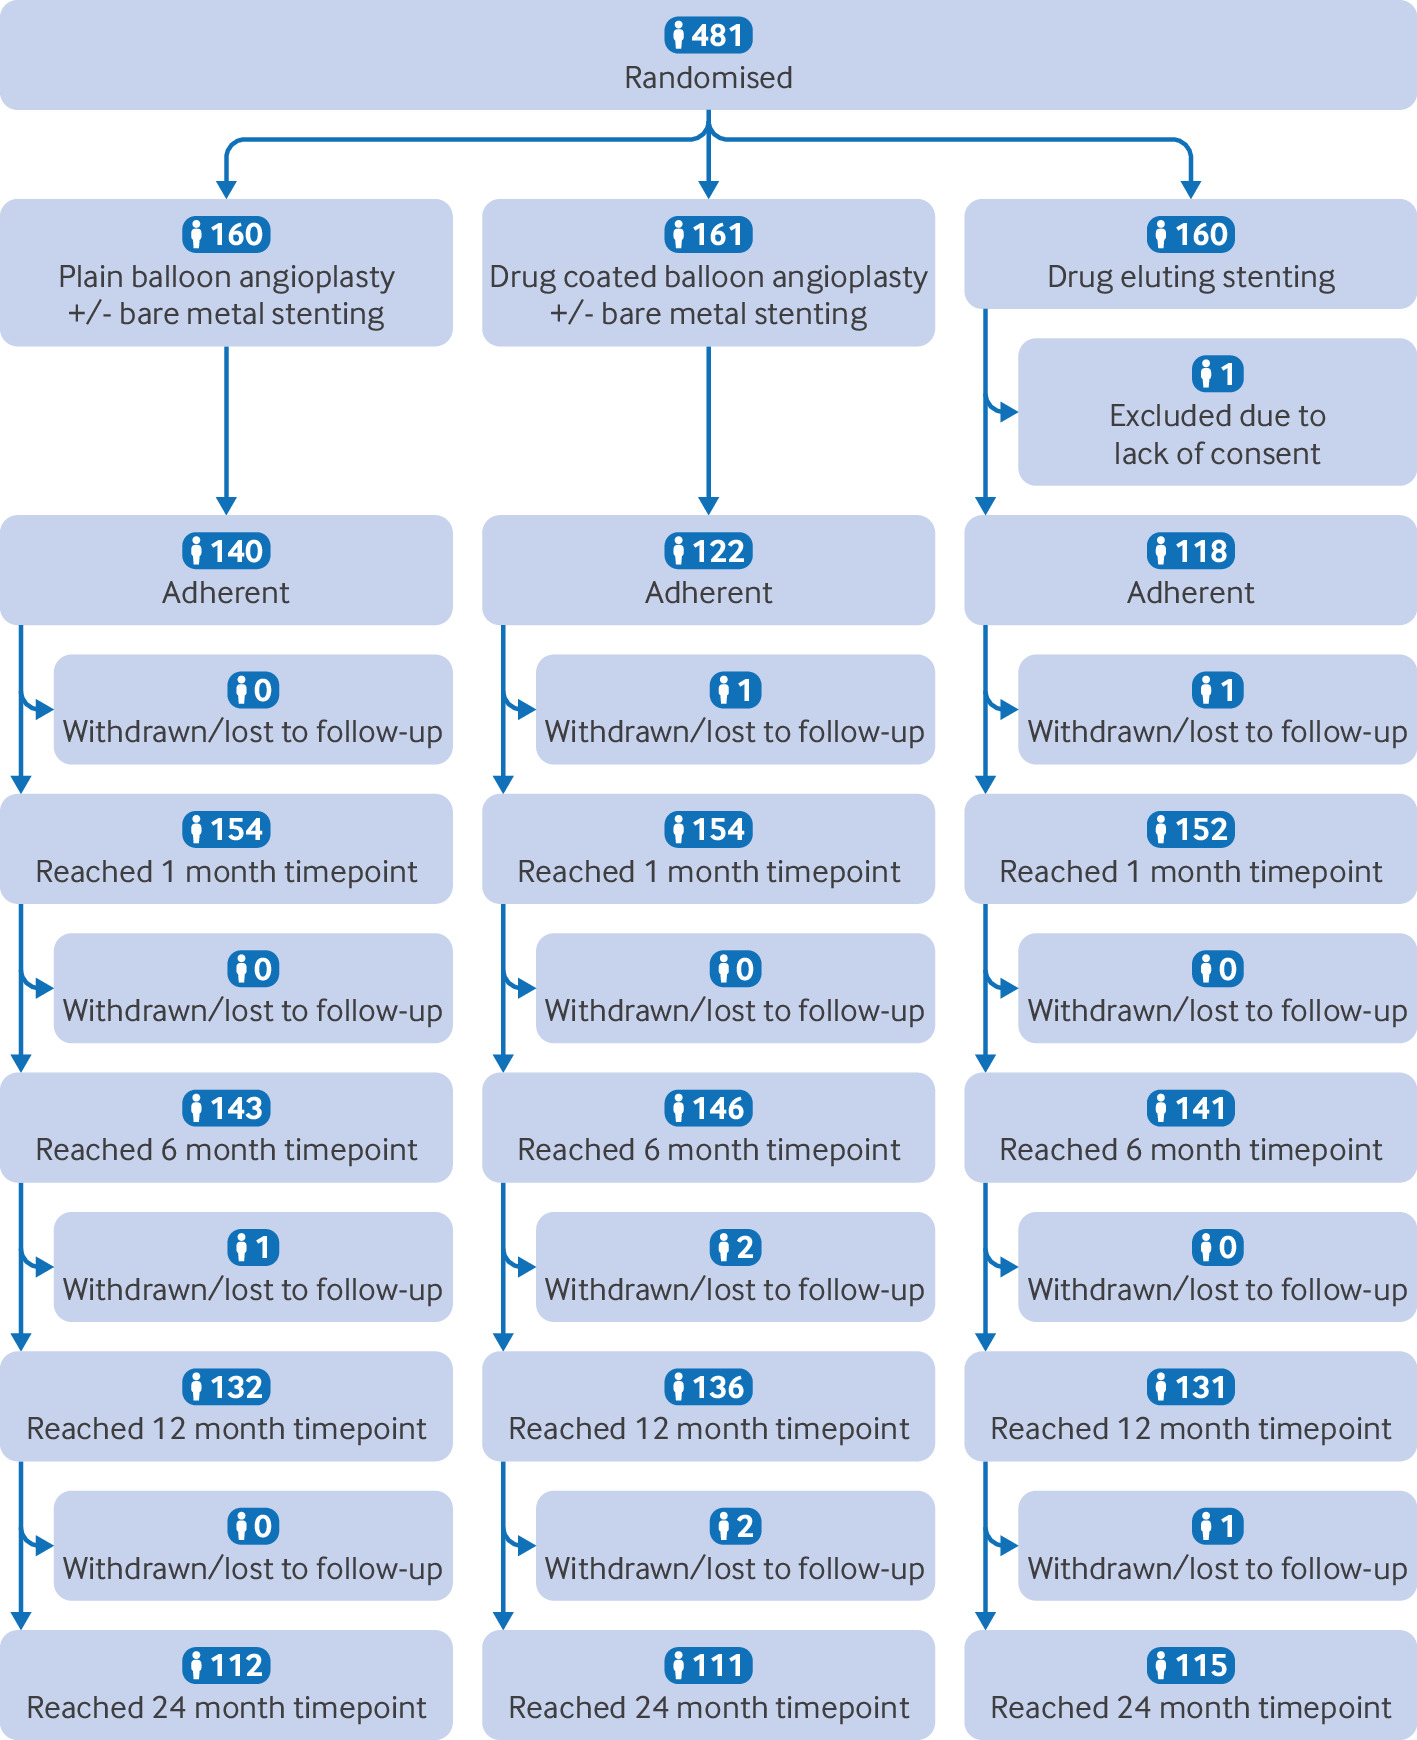 481
Randomised
160
Plain balloon angioplasty
+/- bare metal stenting
161
Drug coated balloon angioplasty
+/- bare metal stenting
160
Drug eluting stenting
1
Excluded due to
lack of consent
140
Adherent
122
Adherent
118
Adherent
0
Withdrawn/lost to follow-up
1
Withdrawn/lost to follow-up
1
Withdrawn/lost to follow-up
154
Reached 1 month timepoint
154
Reached 1 month timepoint
152
Reached 1 month timepoint
0
Withdrawn/lost to follow-up
0
Withdrawn/lost to follow-up
0
Withdrawn/lost to follow-up
143
Reached 6 month timepoint
146
Reached 6 month timepoint
141
Reached 6 month timepoint
1
Withdrawn/lost to follow-up
2
Withdrawn/lost to follow-up
0
Withdrawn/lost to follow-up
132
Reached 12 month timepoint
136
Reached 12 month timepoint
131
Reached 12 month timepoint
0
Withdrawn/lost to follow-up
2
Withdrawn/lost to follow-up
1
Withdrawn/lost to follow-up
112
Reached 24 month timepoint
111
Reached 24 month timepoint
115
Reached 24 month timepoint